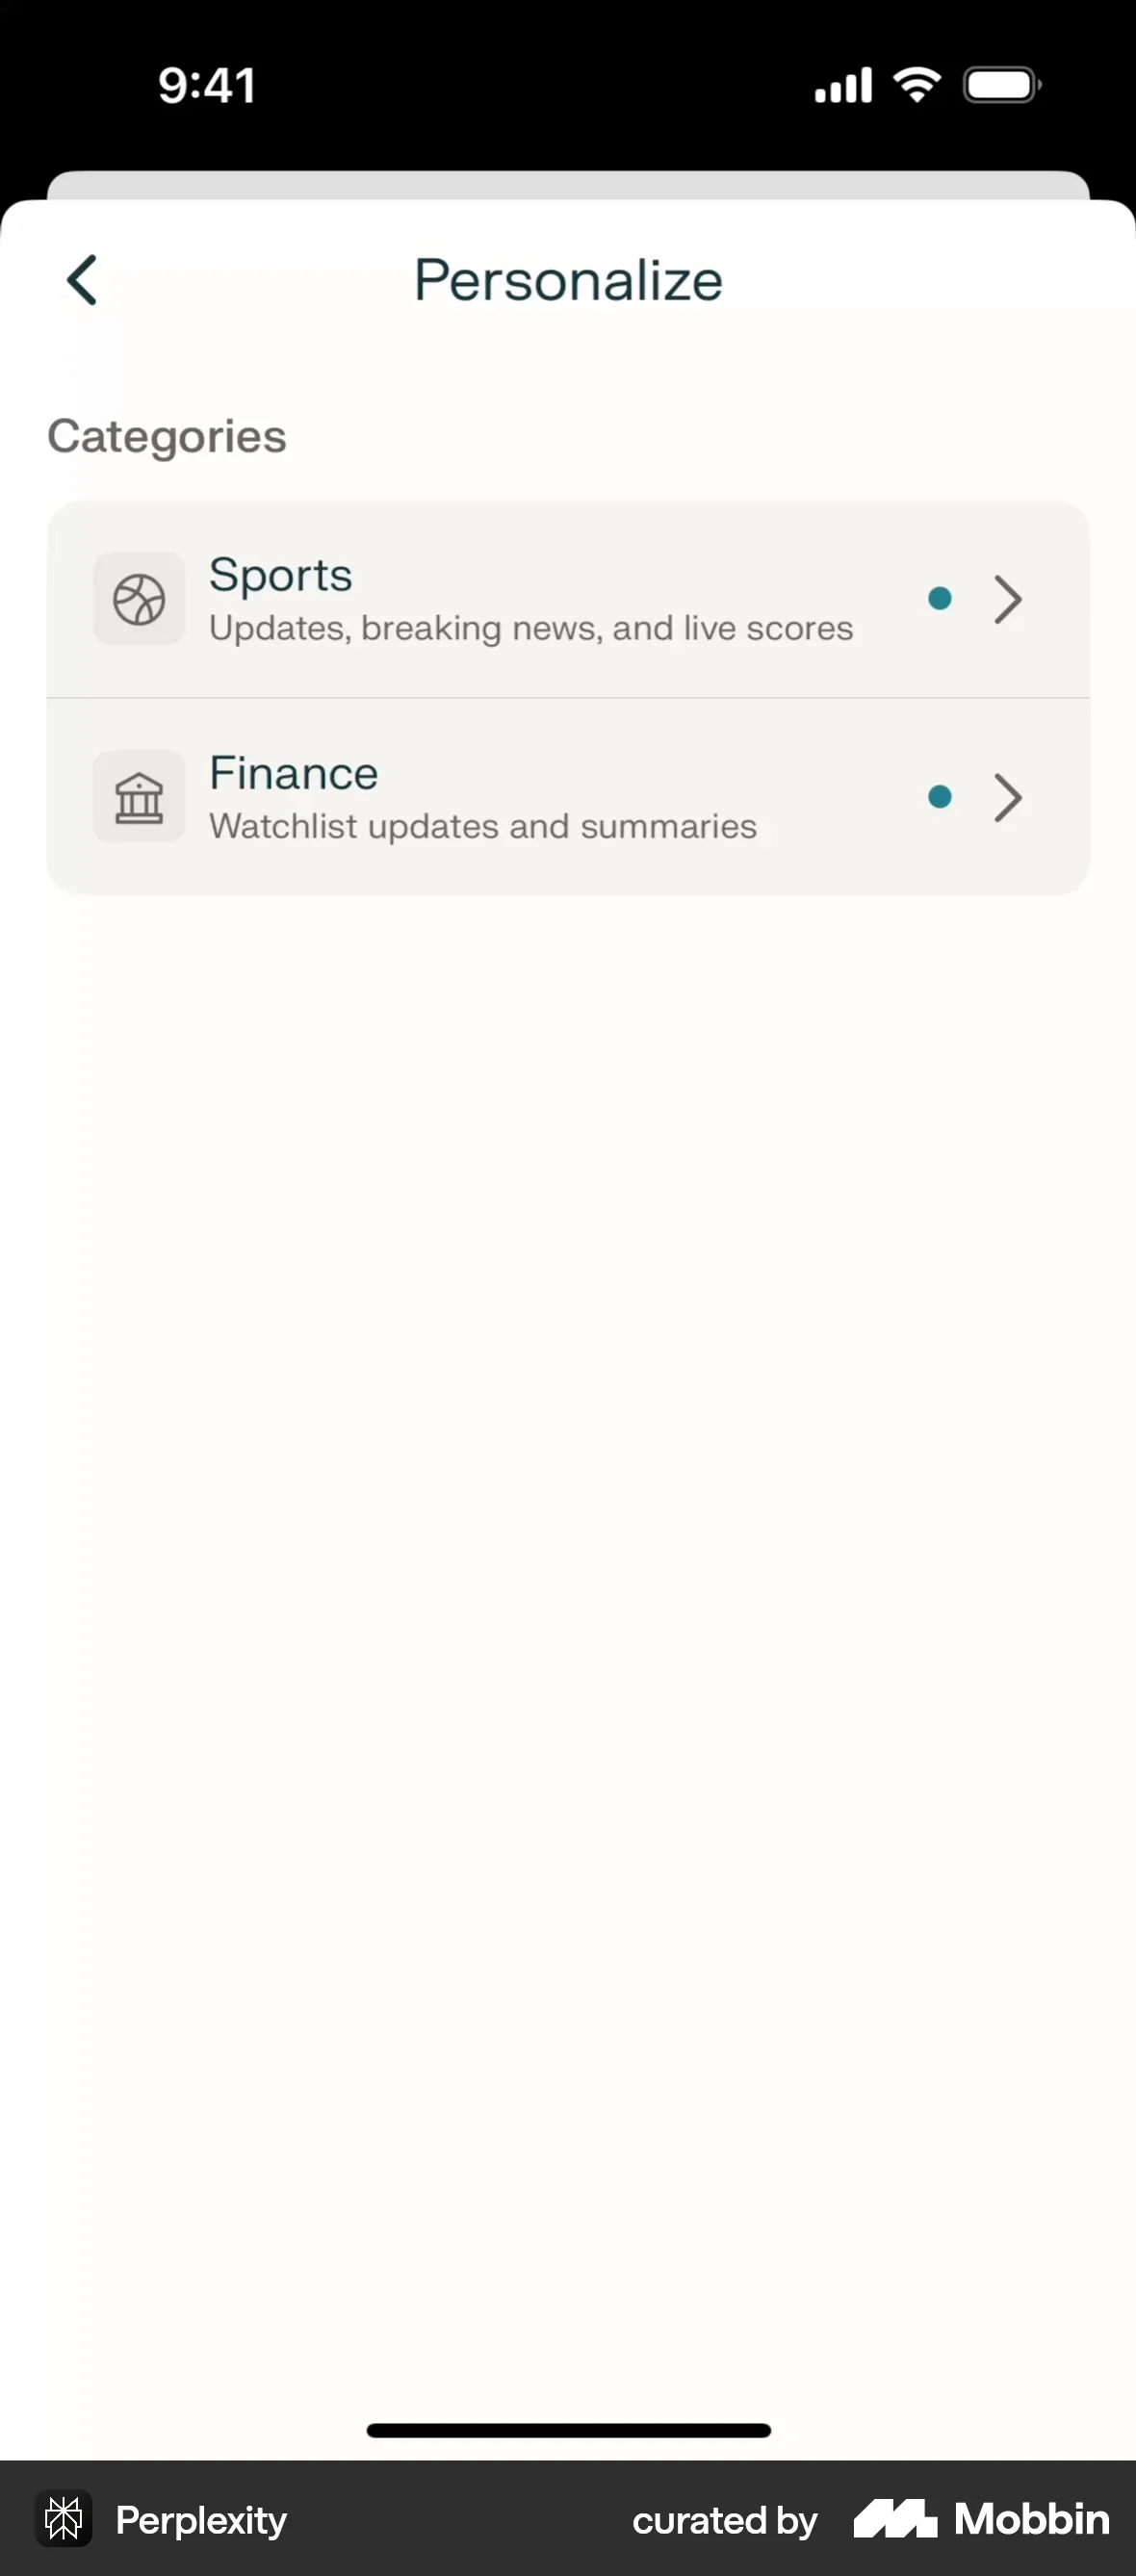 9:41
Personalize
Categories
Sports
Updates, breaking news, and live scores
Finance
Watchlist updates and summaries
Perplexity
curated by Mobbin